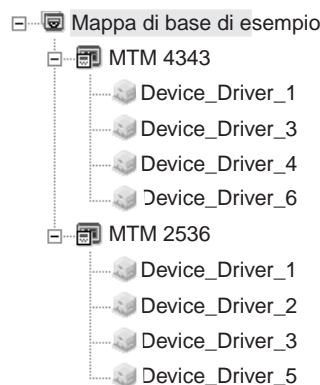 Mappa di base di esempio
MTM 4343
Device_Driver_1
Device_Driver_3
Device_Driver_4
Device_Driver_6
MTM 2536
Device_Driver_1
Device_Driver_2
Device_Driver_3
Device_Driver_5